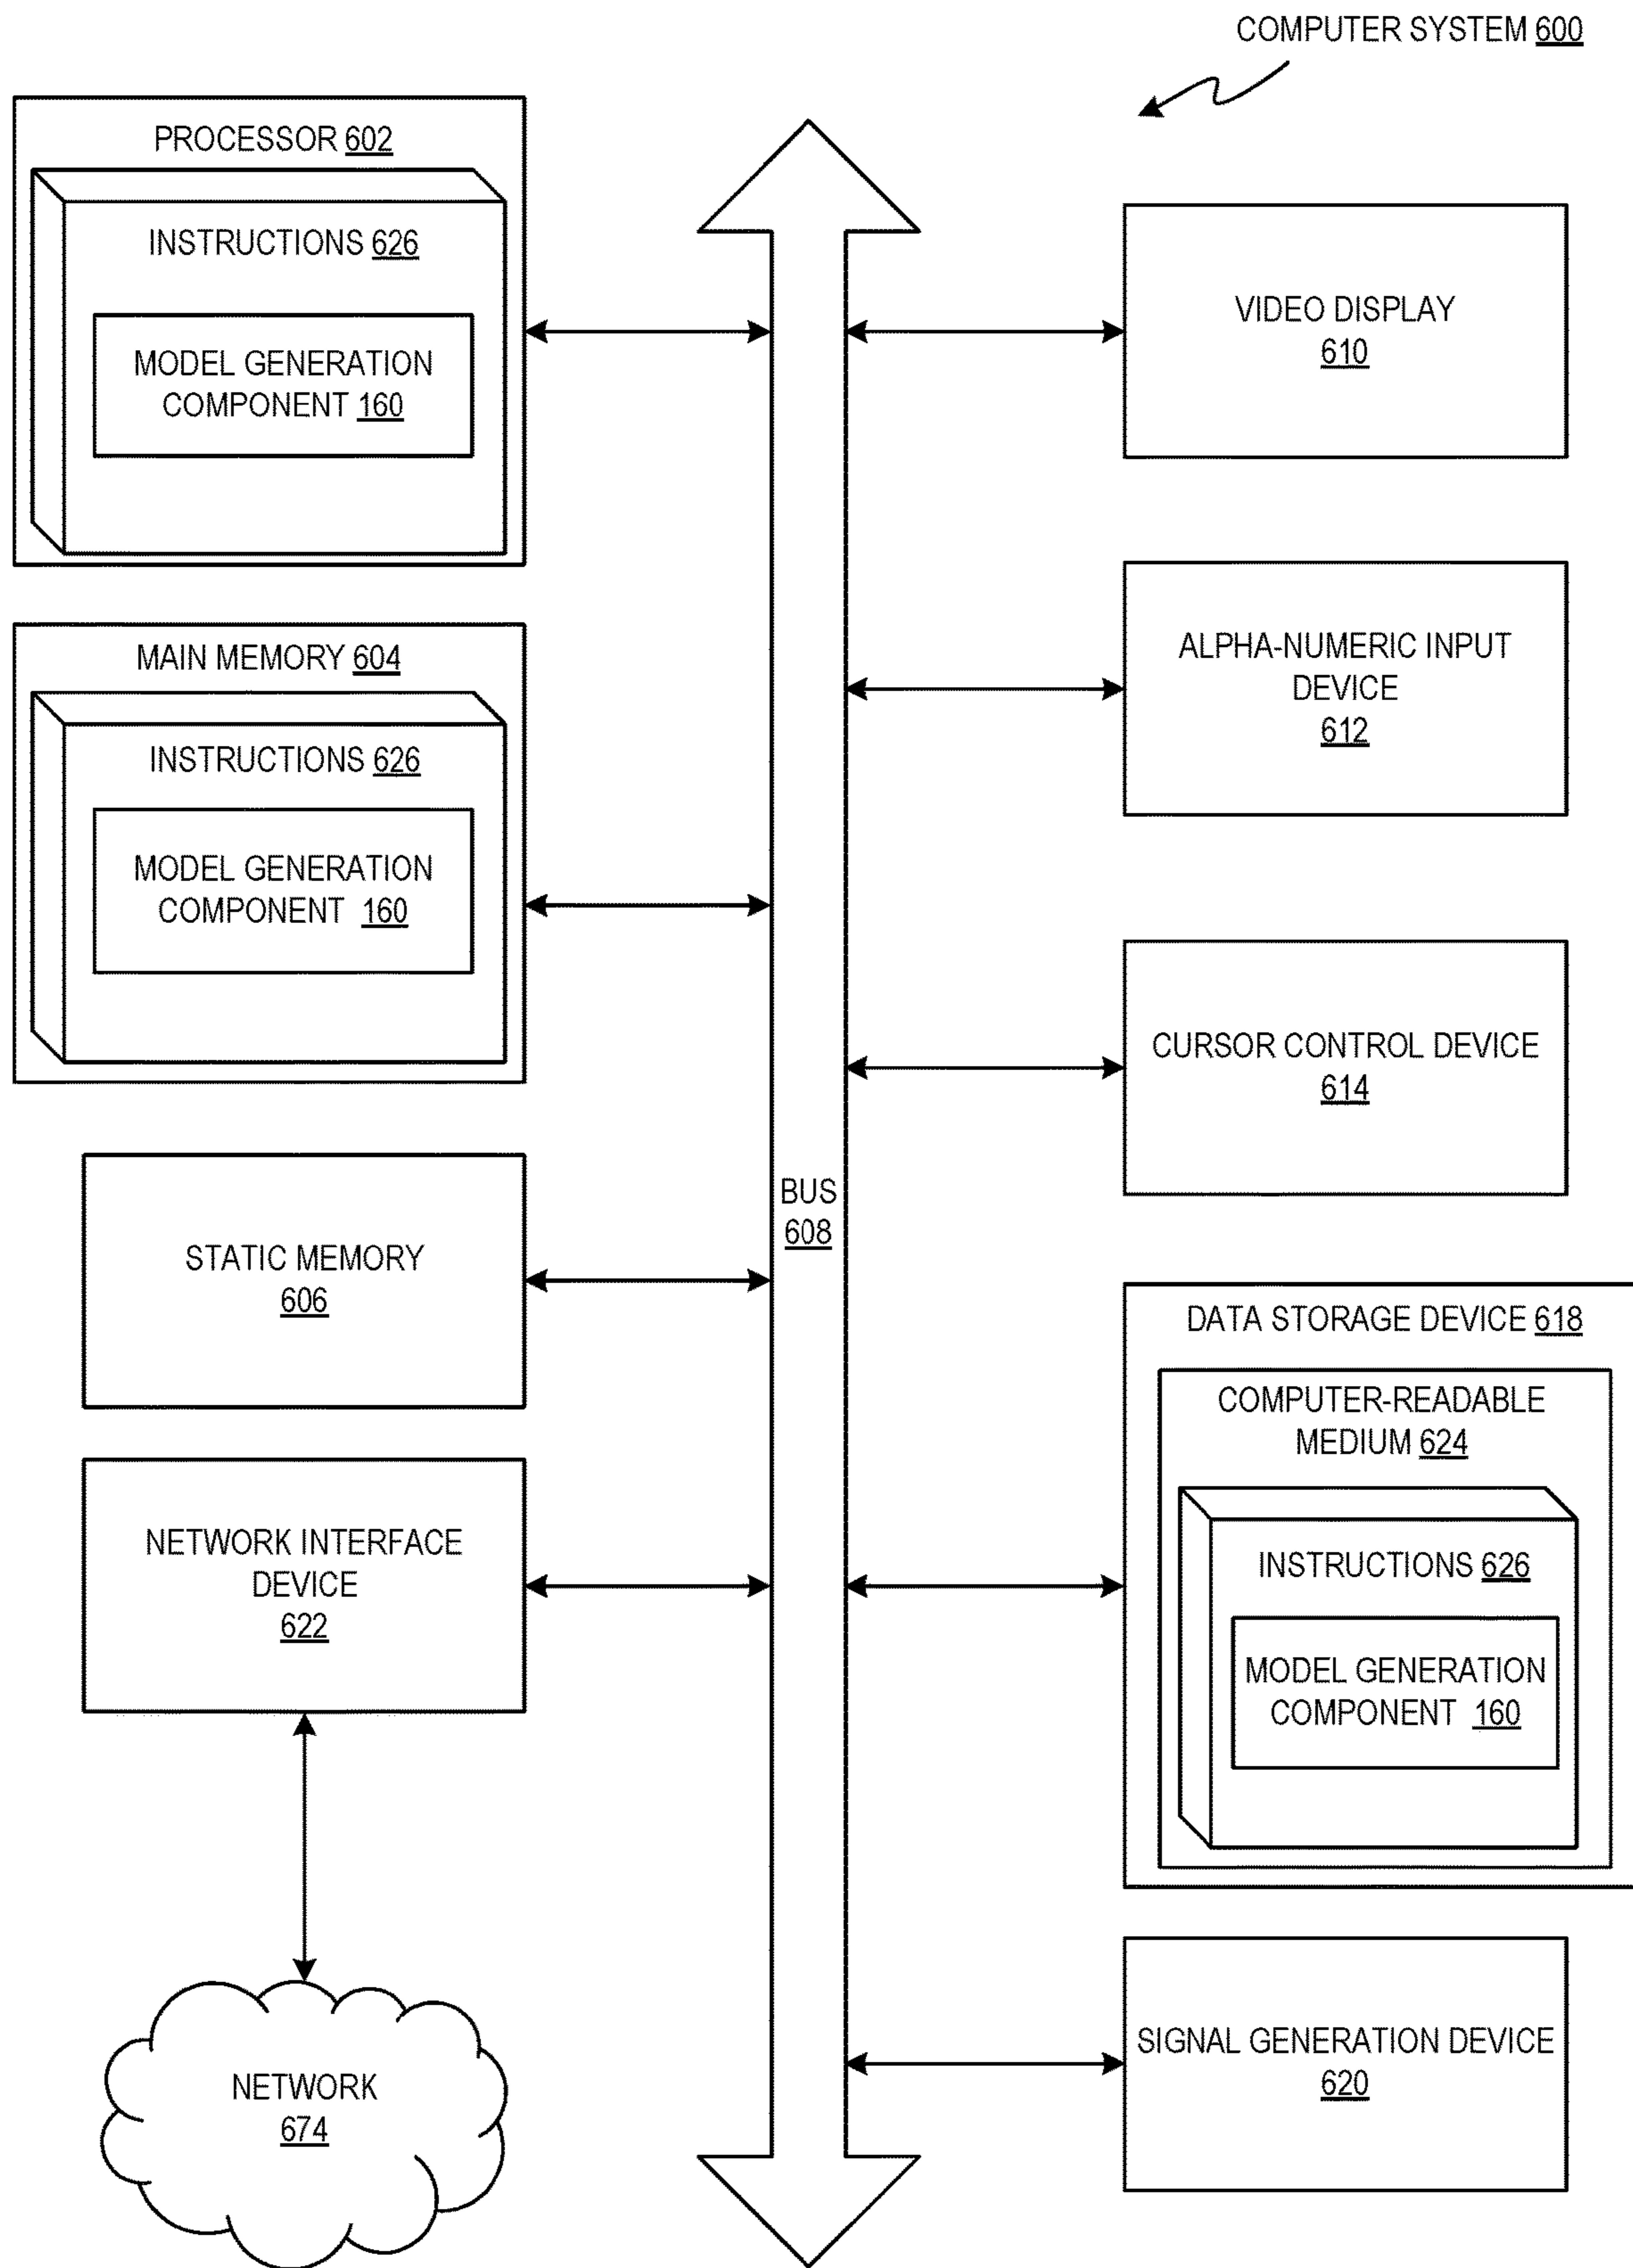 COMPUTER SYSTEM 600
PROCESSOR 602
INSTRUCTIONS 626
MODEL GENERATION
COMPONENT 160
MAIN MEMORY 604
INSTRUCTIONS 626
MODEL GENERATION
COMPONENT 160
STATIC MEMORY
606
NETWORK INTERFACE
DEVICE
622
NETWORK
674
BUS
608
VIDEO DISPLAY
610
ALPHA-NUMERIC INPUT
DEVICE
612
CURSOR CONTROL DEVICE
614
DATA STORAGE DEVICE 618
COMPUTER-READABLE
MEDIUM 624
INSTRUCTIONS 626
MODEL GENERATION
COMPONENT 160
SIGNAL GENERATION DEVICE
620